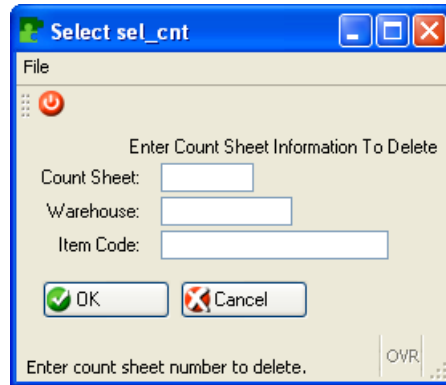 Select sel_cnt
File
Enter Count Sheet Information To Delete
Count Sheet:
Warehouse:
Item Code:
OK Cancel
Enter count sheet number to delete. OVR